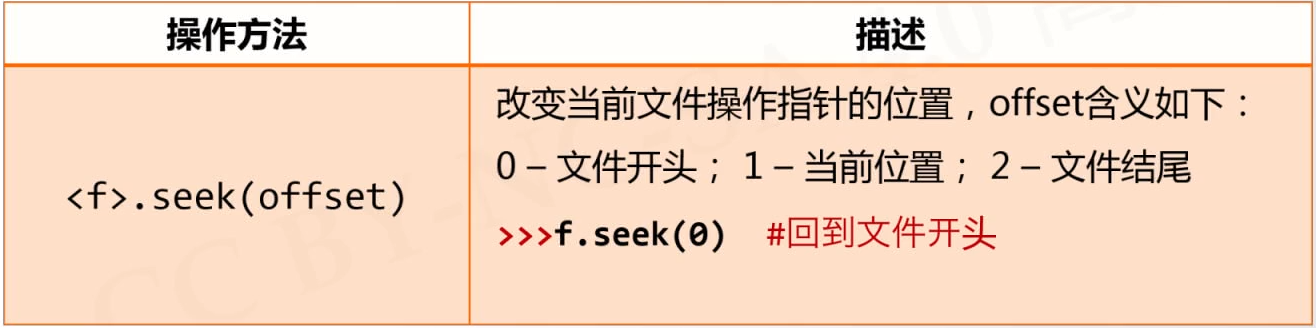 操作方法
描述
<f>.seek(offset)
改变当前文件操作指针的位置，offset含义如下：
0 – 文件开头； 1 – 当前位置； 2 – 文件结尾
>>>f.seek(0) #回到文件开头